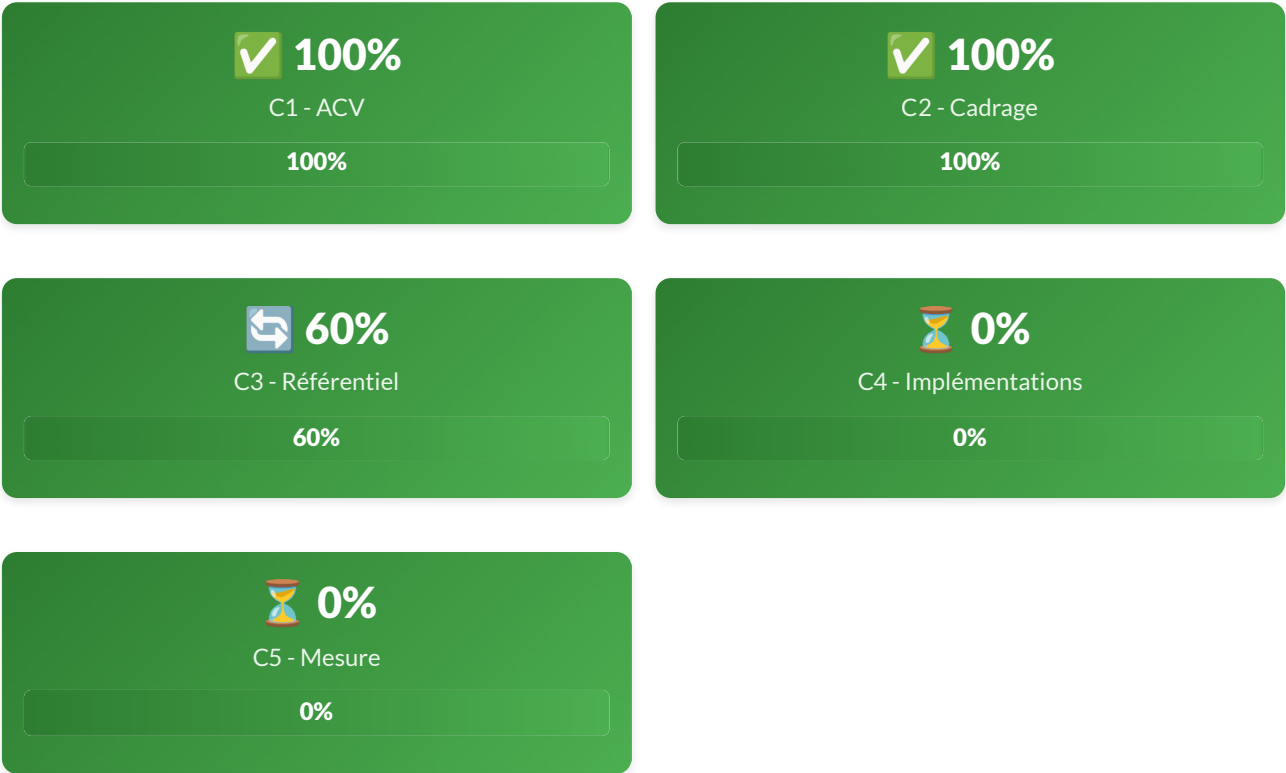 ✅ 100%
C1 - ACV
100%
✅ 100%
C2 - Cadrage
100%
🔄 60%
C3 - Référentiel
60%
⏳ 0%
C4 - Implémentations
0%
⏳ 0%
C5 - Mesure
0%